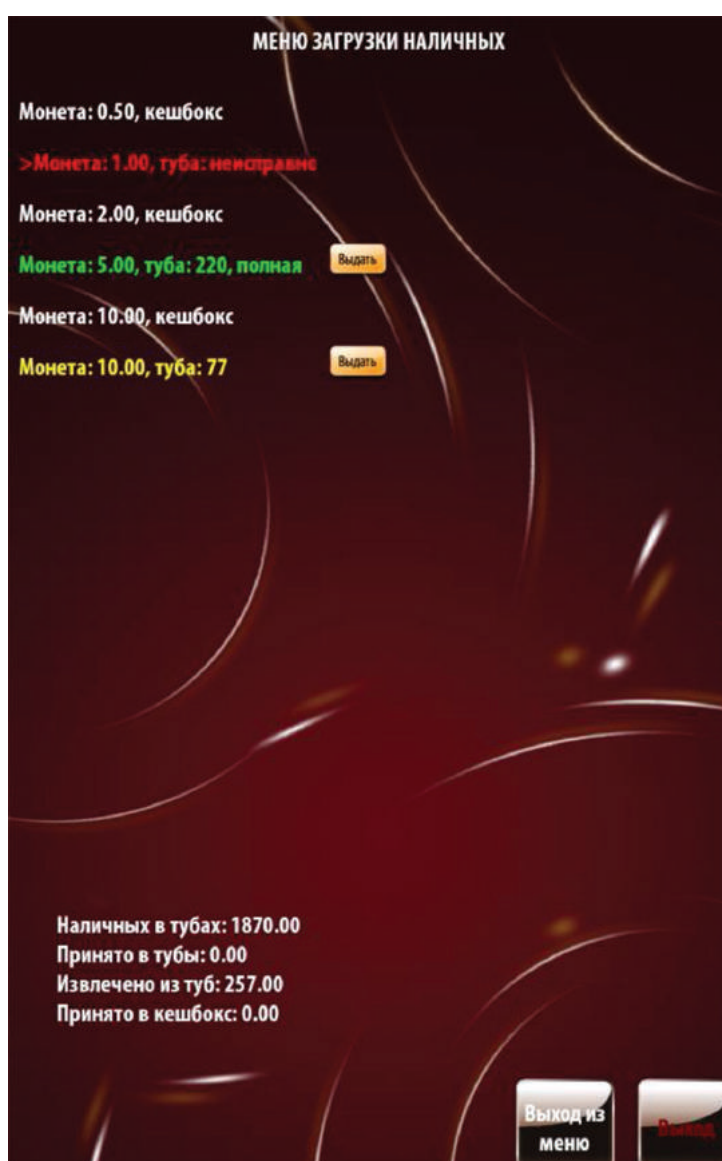 МЕНЮ ЗАГРУЗКИ НАЛИЧНЫХ
Монета: 0.50, кешбокс
>Монета: 1.00, туба: неисправно
Монета: 2.00, кешбокс
Монета: 5.00, туба: 220, полная
Выдать
Монета: 10.00, кешбокс
Монета: 10.00, туба: 77
Выдать
Наличных в тубах: 1870.00
Принято в тубы: 0.00
Извлечено из туб: 257.00
Принято в кешбокс: 0.00
Выход из
меню
Выход